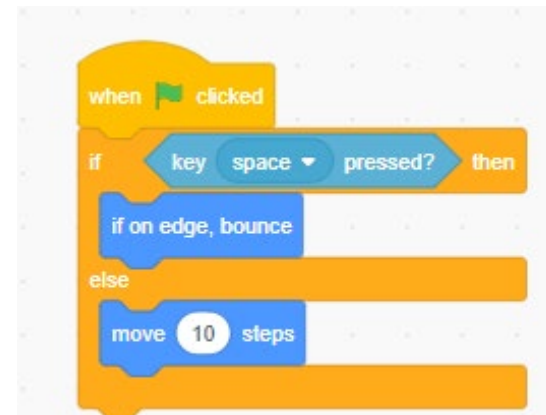 when clicked
if key space pressed? then
if on edge, bounce
else
move 10 steps